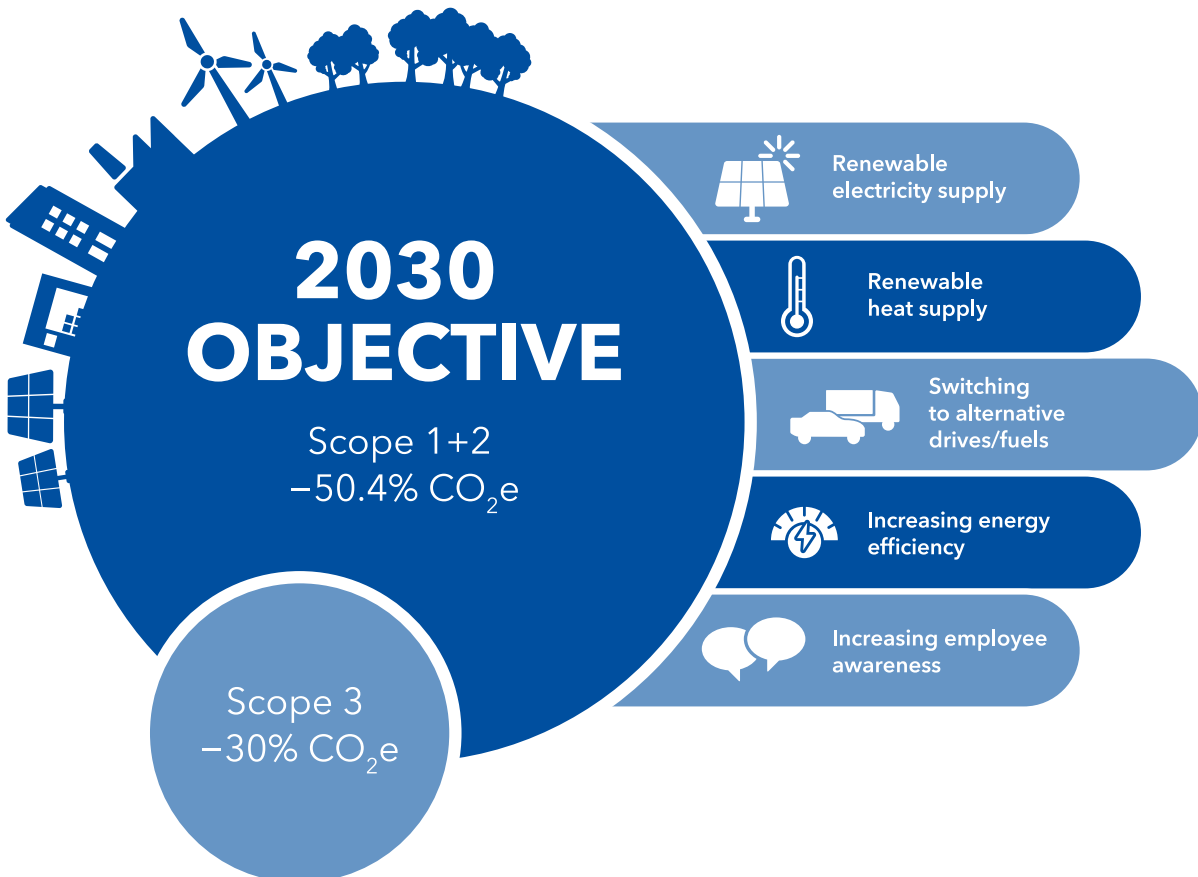 2030
OBJECTIVE
Scope 1+2
−50.4% CO₂e
Scope 3
−30% CO₂e
Renewable
electricity supply
Renewable
heat supply
Switching
to alternative
drives/fuels
Increasing energy
efficiency
Increasing employee
awareness